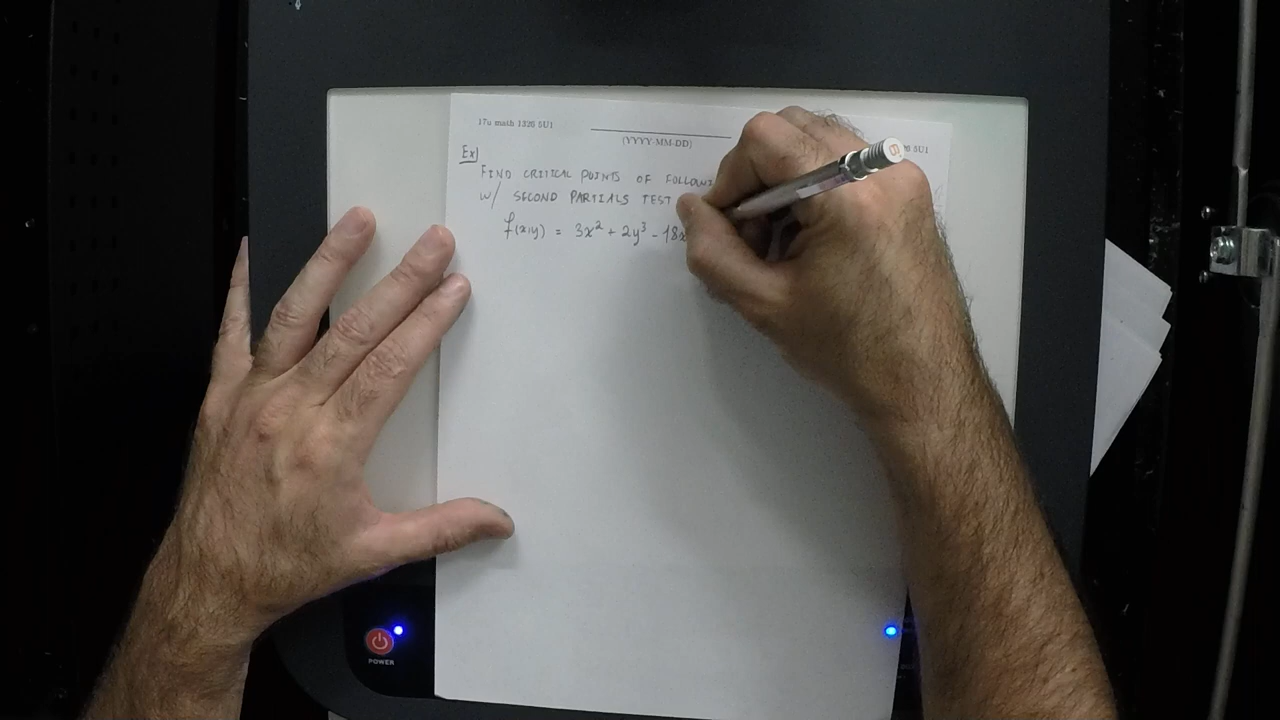 17u math 1326 5U1
(YYYY-MM-DD)
5U1
Ex)
FIND CRITICAL POINTS OF
W/ SECOND PARTIALS TEST
f(x,y) = 3x² + 2y³ - 18x
POWER